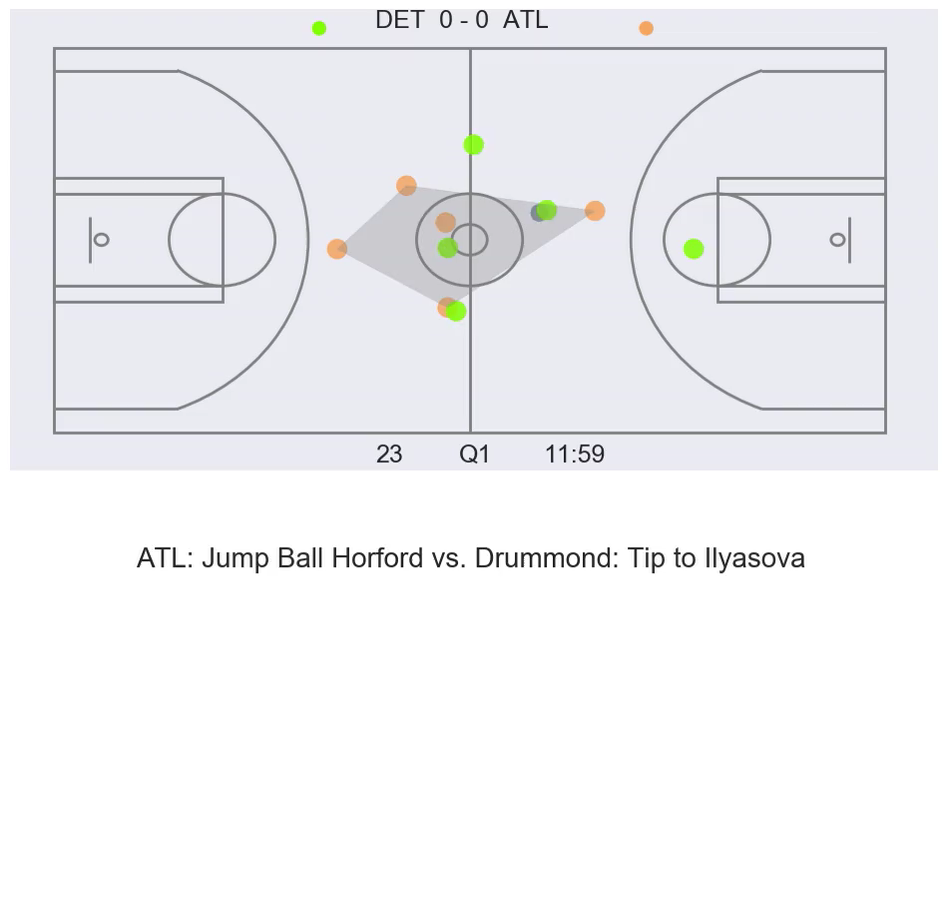 DET 0 - 0 ATL
23 Q1 11:59
ATL: Jump Ball Horford vs. Drummond: Tip to Ilyasova